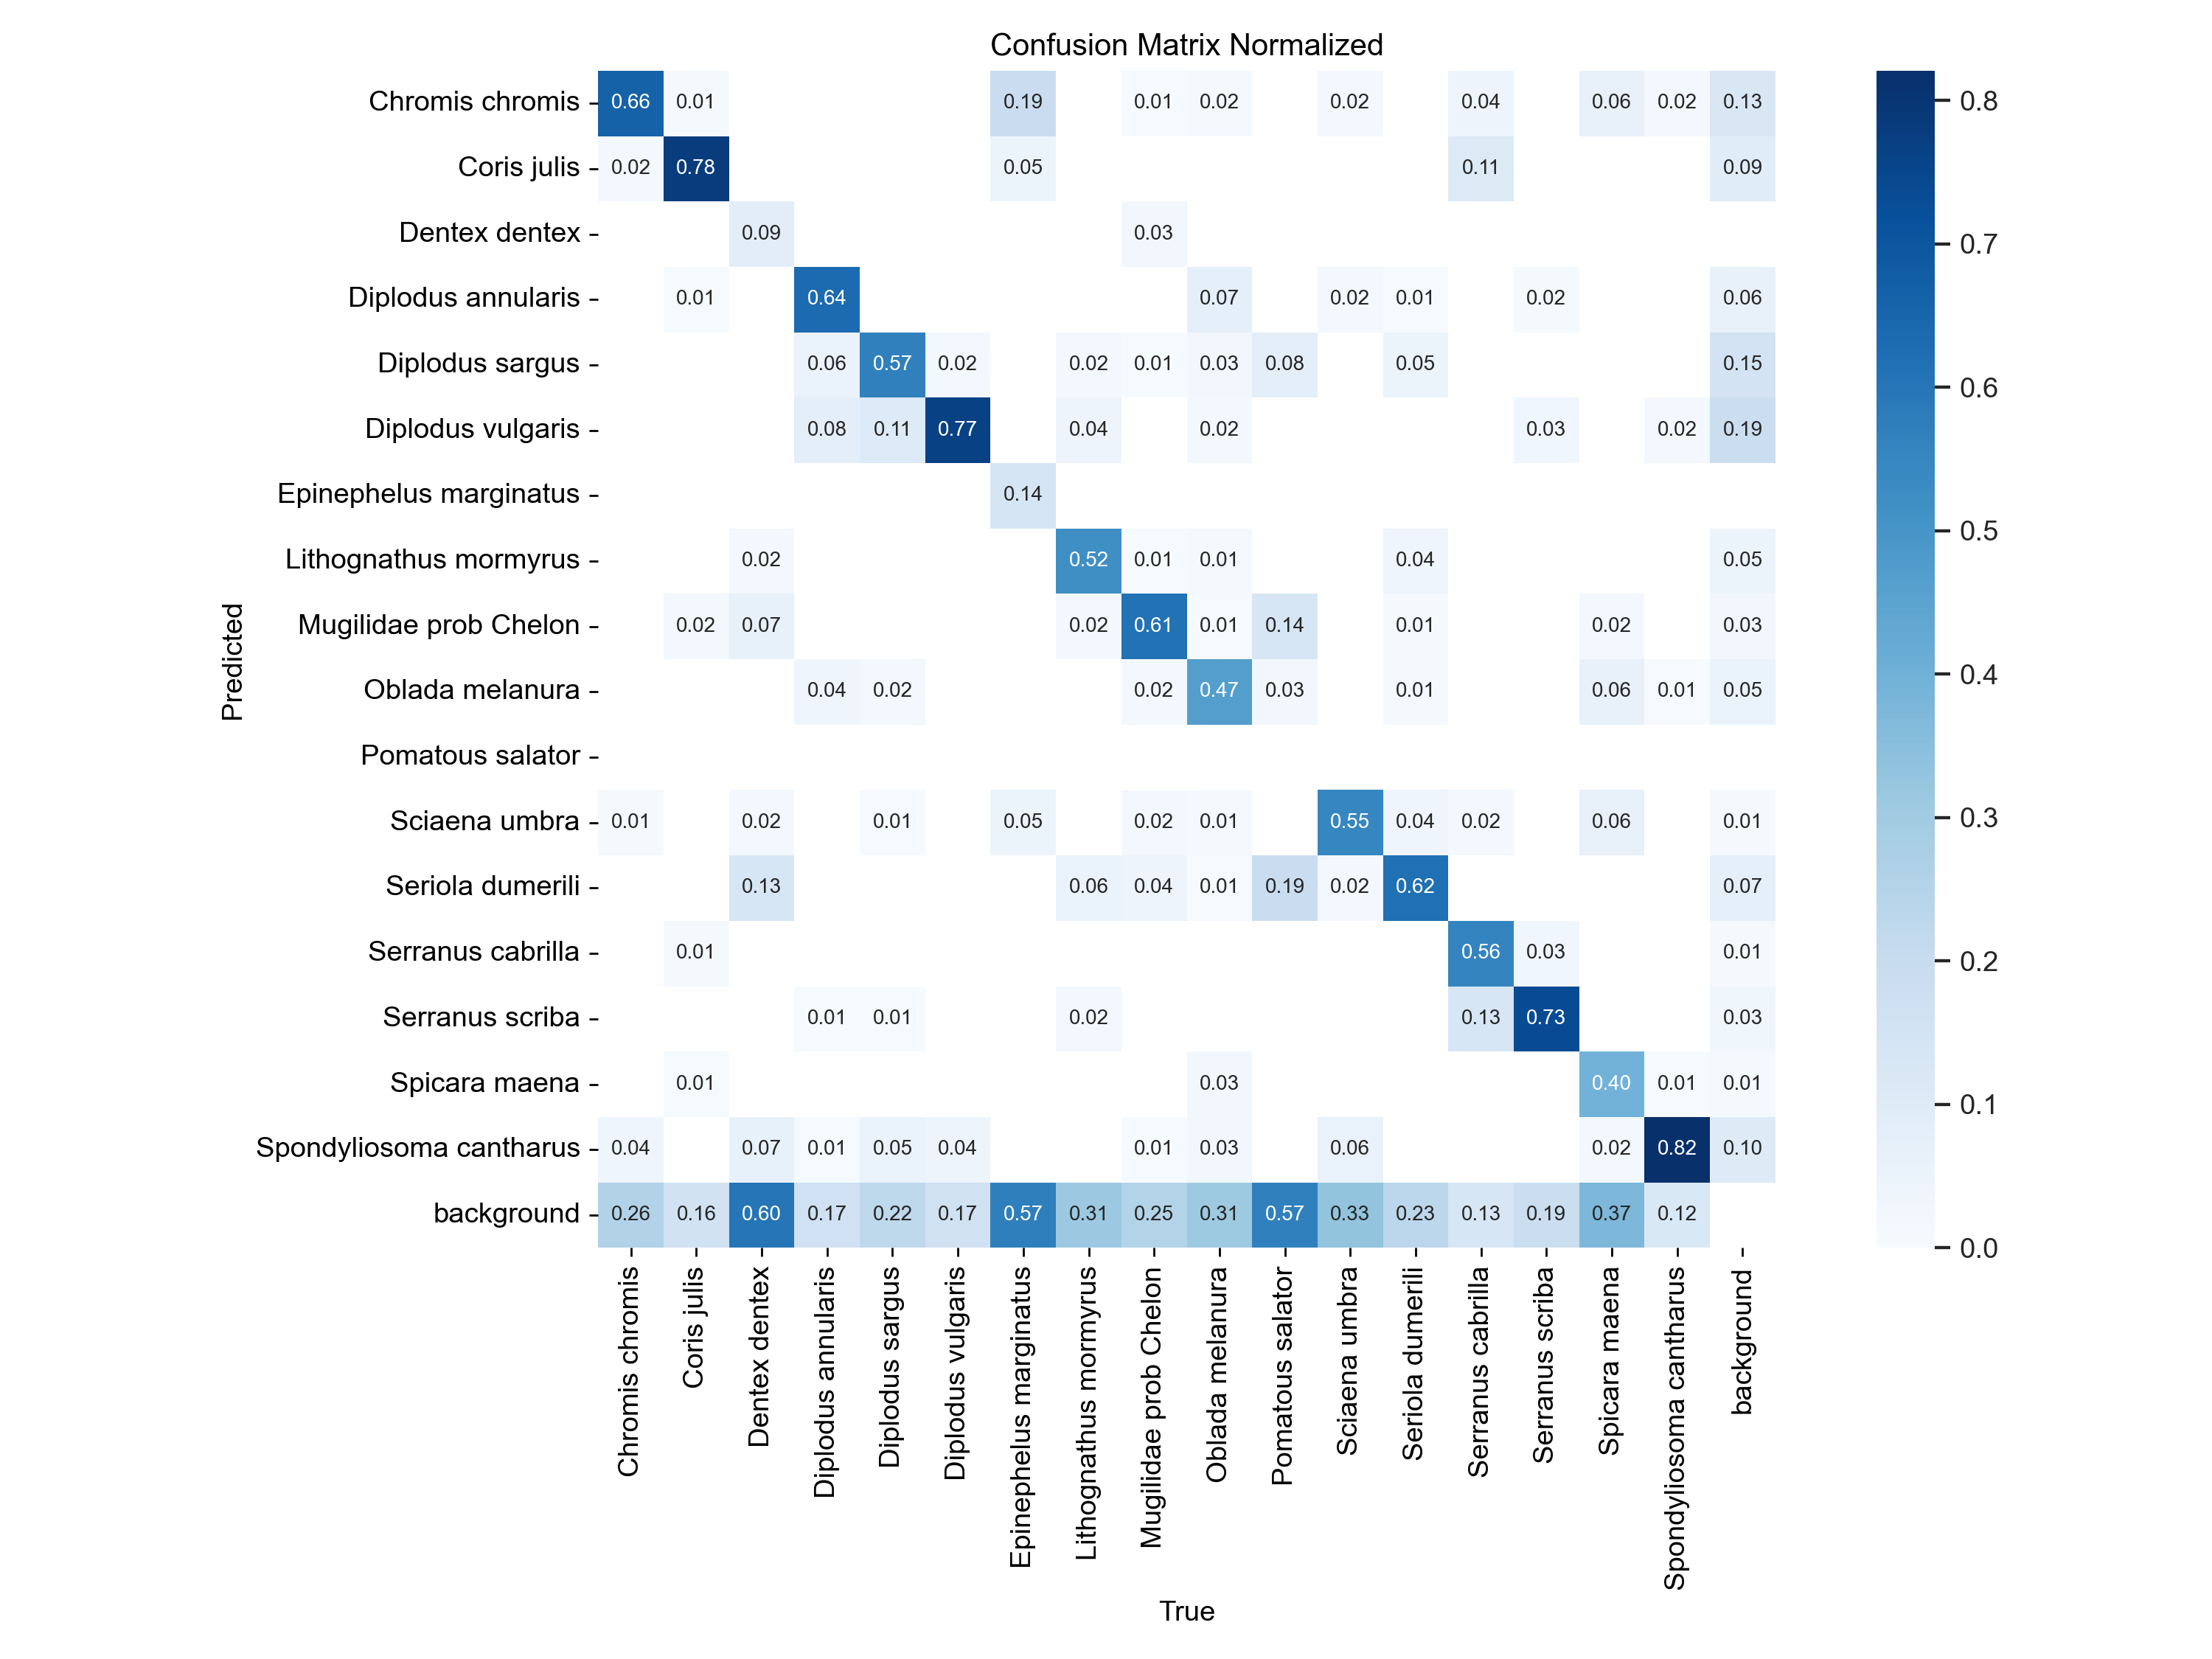 Confusion Matrix Normalized
Chromis chromis 0.66 0.01 0.19 0.01 0.02 0.02 0.04 0.06 0.02 0.13
Coris julis 0.02 0.78 0.05 0.11 0.09
Dentex dentex 0.09 0.03
Diplodus annularis 0.01 0.64 0.07 0.02 0.01 0.02 0.06
Diplodus sargus 0.06 0.57 0.02 0.02 0.01 0.03 0.08 0.05 0.15
Diplodus vulgaris 0.08 0.11 0.77 0.04 0.02 0.03 0.02 0.19
Epinephelus marginatus 0.14
Lithognathus mormyrus 0.02 0.52 0.01 0.01 0.04 0.05
Mugilidae prob Chelon 0.02 0.07 0.02 0.61 0.01 0.14 0.01 0.02 0.03
Oblada melanura 0.04 0.02 0.02 0.47 0.03 0.01 0.06 0.01 0.05
Pomatous salator
Sciaena umbra 0.01 0.02 0.01 0.05 0.02 0.01 0.55 0.04 0.02 0.06 0.01
Seriola dumerili 0.13 0.06 0.04 0.01 0.19 0.02 0.62 0.07
Serranus cabrilla 0.01 0.56 0.03 0.01
Serranus scriba 0.01 0.01 0.02 0.13 0.73 0.03
Spicara maena 0.01 0.03 0.40 0.01 0.01
Spondyliosoma cantharus 0.04 0.07 0.01 0.05 0.04 0.01 0.03 0.06 0.02 0.82 0.10
background 0.26 0.16 0.60 0.17 0.22 0.17 0.57 0.31 0.25 0.31 0.57 0.33 0.23 0.13 0.19 0.37 0.12
Predicted
Chromis chromis
Coris julis
Dentex dentex
Diplodus annularis
Diplodus sargus
Diplodus vulgaris
Epinephelus marginatus
Lithognathus mormyrus
Mugilidae prob Chelon
Oblada melanura
Pomatous salator
Sciaena umbra
Seriola dumerili
Serranus cabrilla
Serranus scriba
Spicara maena
Spondyliosoma cantharus
background
True
0.8
0.7
0.6
0.5
0.4
0.3
0.2
0.1
0.0